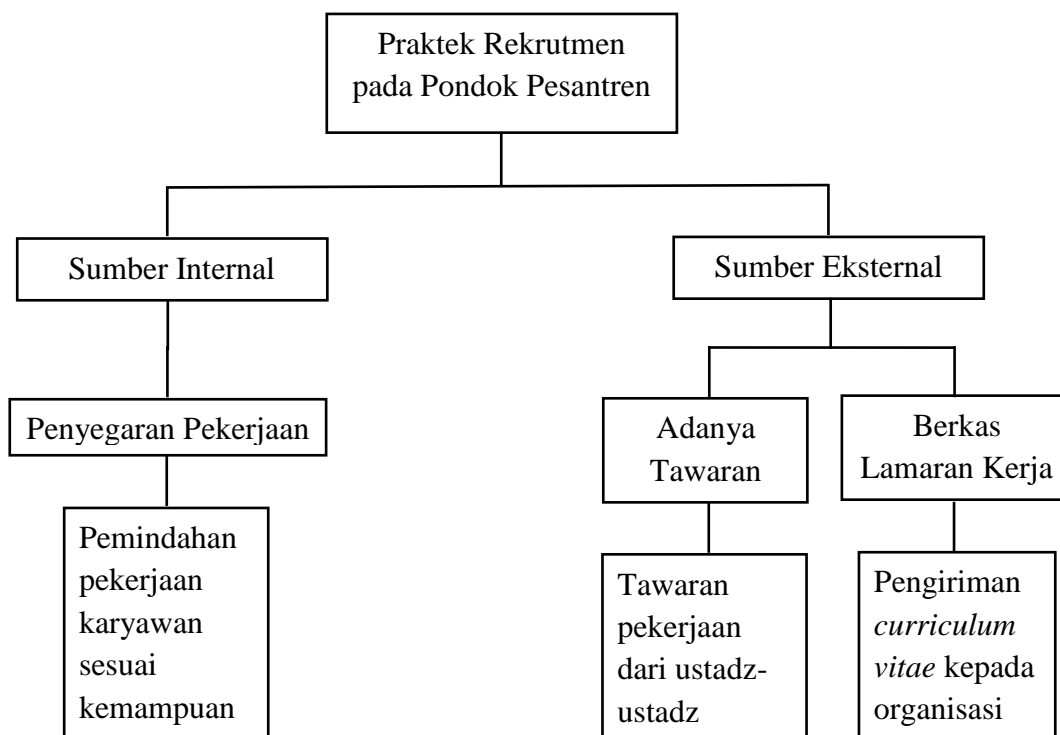 Praktek Rekrutmen
pada Pondok Pesantren
Sumber Internal
Sumber Eksternal
Penyegaran Pekerjaan
Adanya
Tawaran
Berkas
Lamaran Kerja
Pemindahan
pekerjaan
karyawan
sesuai
kemampuan
Tawaran
pekerjaan
dari ustadz-
ustadz
Pengiriman
curriculum
vitae kepada
organisasi